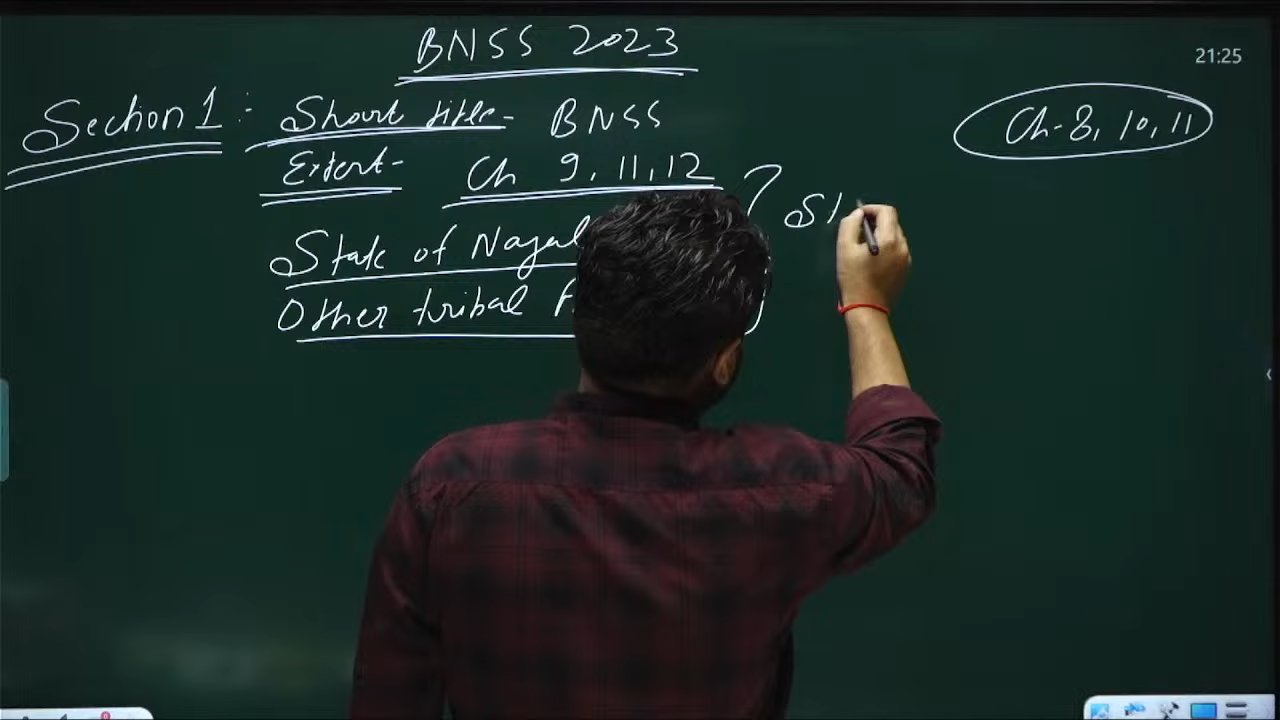 BNSS 2023
21:25
Section 1: Short title- BNSS
Ch-8, 10, 11
Extent- Ch 9, 11, 12
State of Nagal
Other tribal